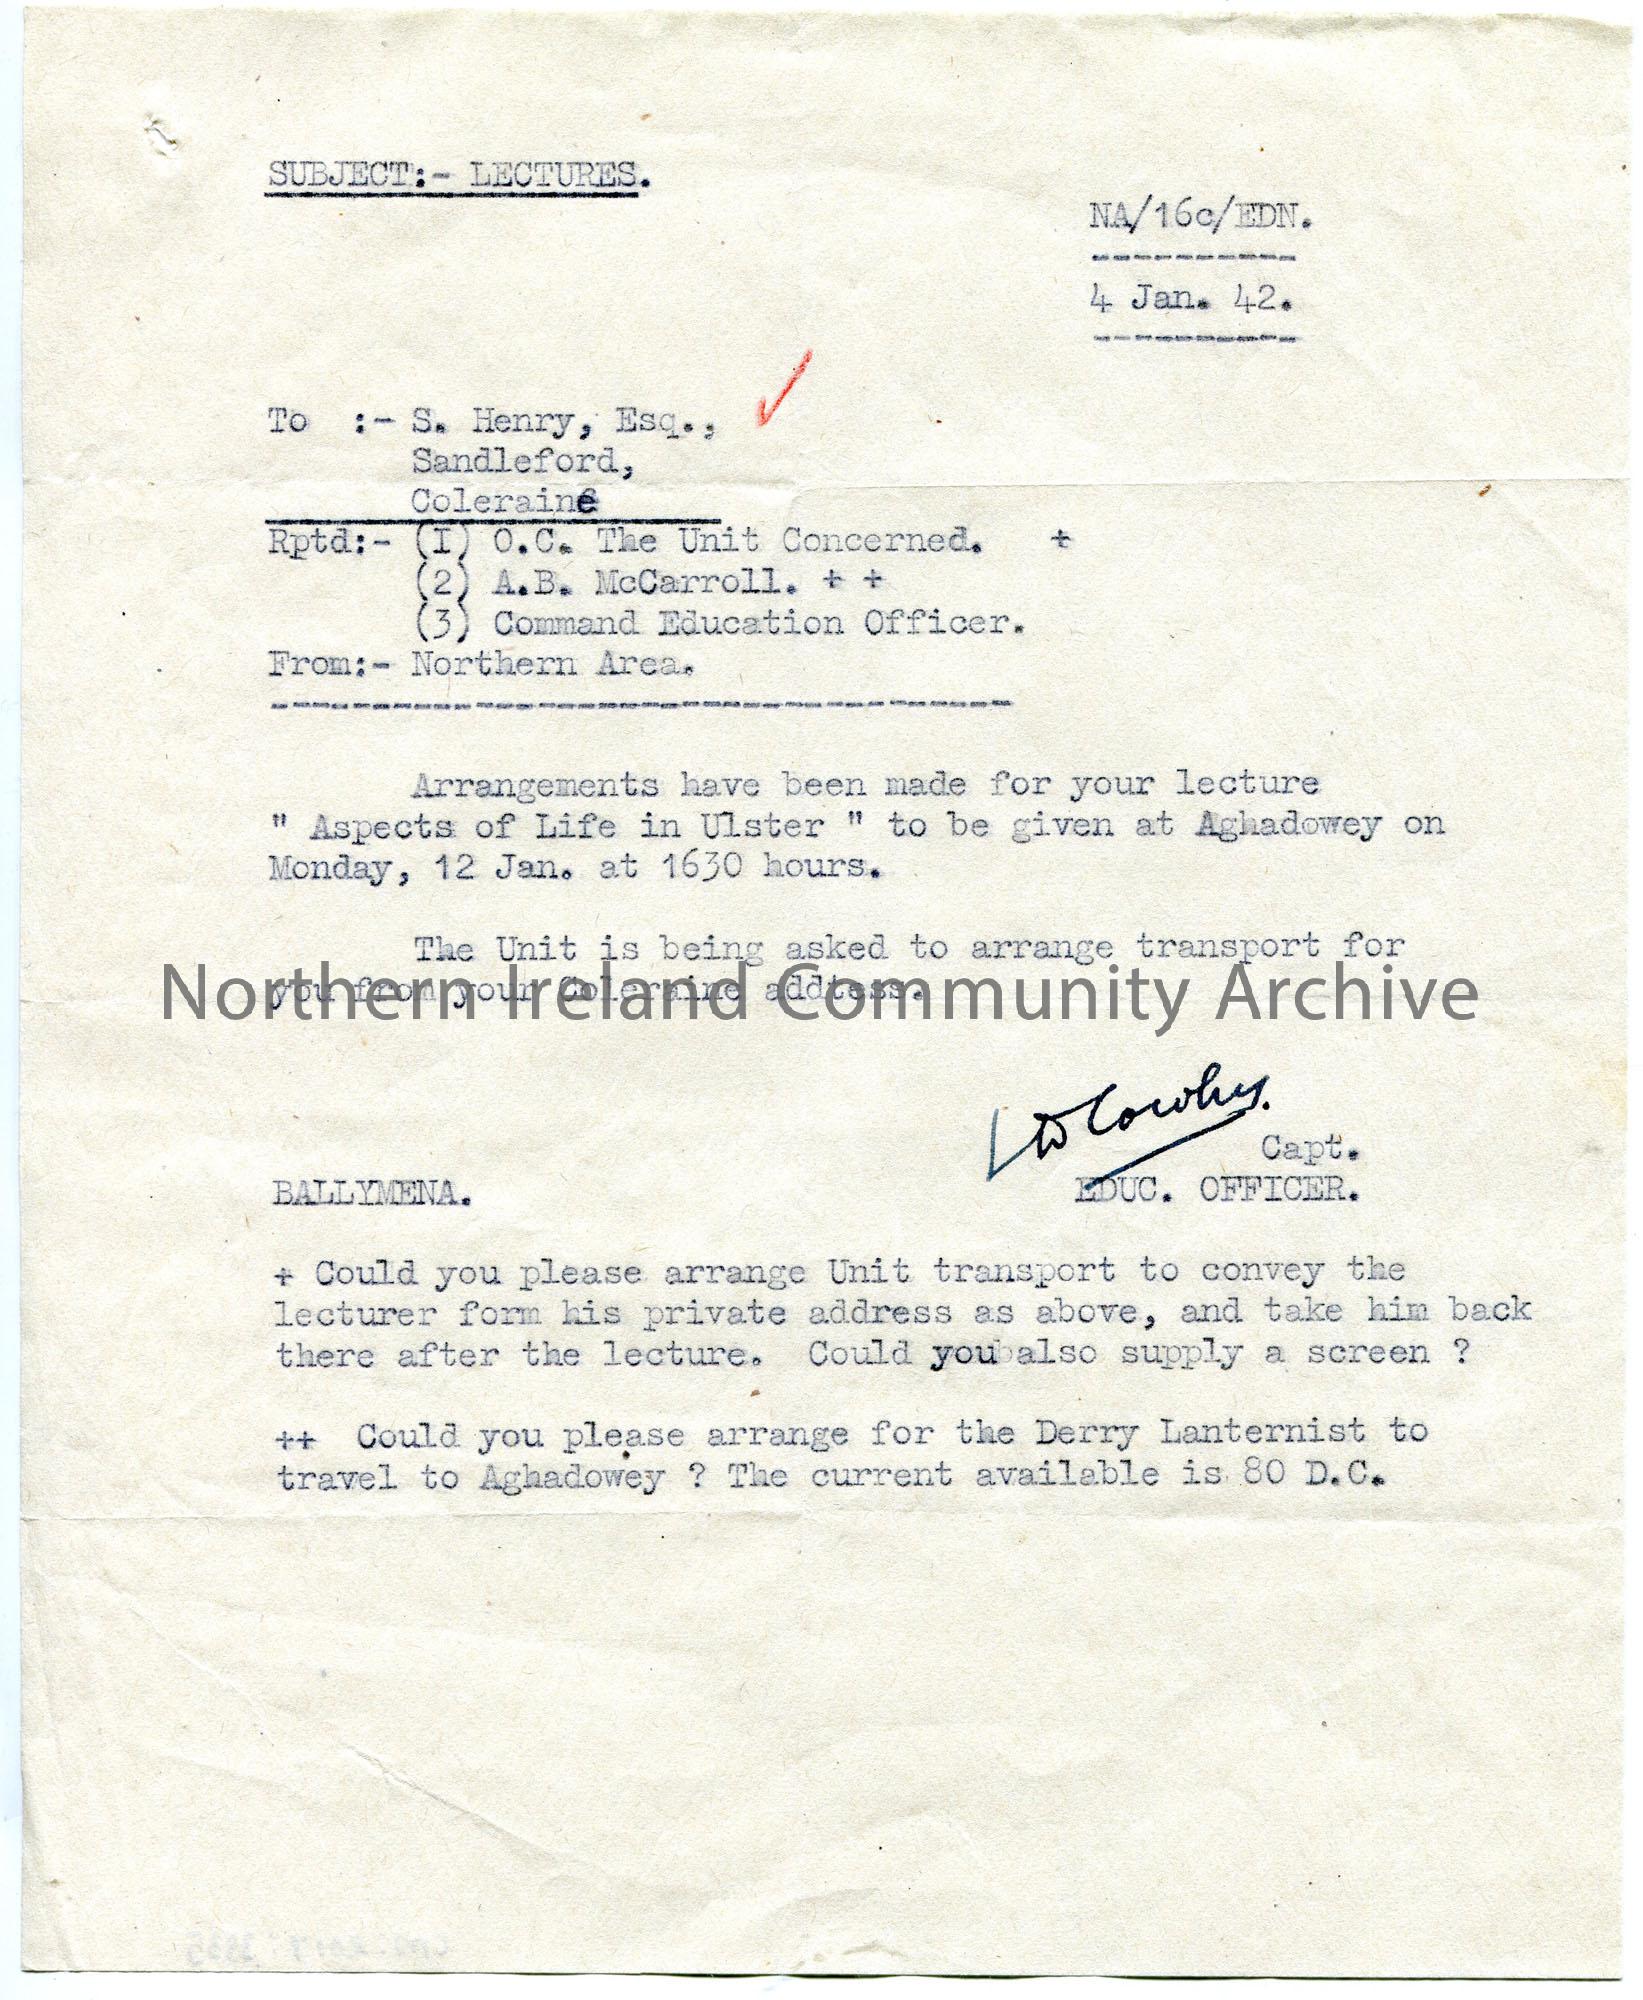 SUBJECT:- LECTURES.
NA/16c/EDN.
4 Jan. 42.
To :- S. Henry, Esq.,
Sandleford,
Coleraine
Rptd:- (1) O.C. The Unit Concerned. +
(2) A.B. McCarroll. + +
(3) Command Education Officer.
From:- Northern Area.
Arrangements have been made for your lecture
" Aspects of Life in Ulster " to be given at Aghadowey on
Monday, 12 Jan. at 1630 hours.
The Unit is being asked to arrange transport for
you from your Coleraine addtess.
Northern Ireland Community Archive
Capt.
BALLYMENA.
EDUC. OFFICER.
+ Could you please arrange Unit transport to convey the
lecturer form his private address as above, and take him back
there after the lecture. Could you also supply a screen ?
++ Could you please arrange for the Derry Lanternist to
travel to Aghadowey ? The current available is 80 D.C.